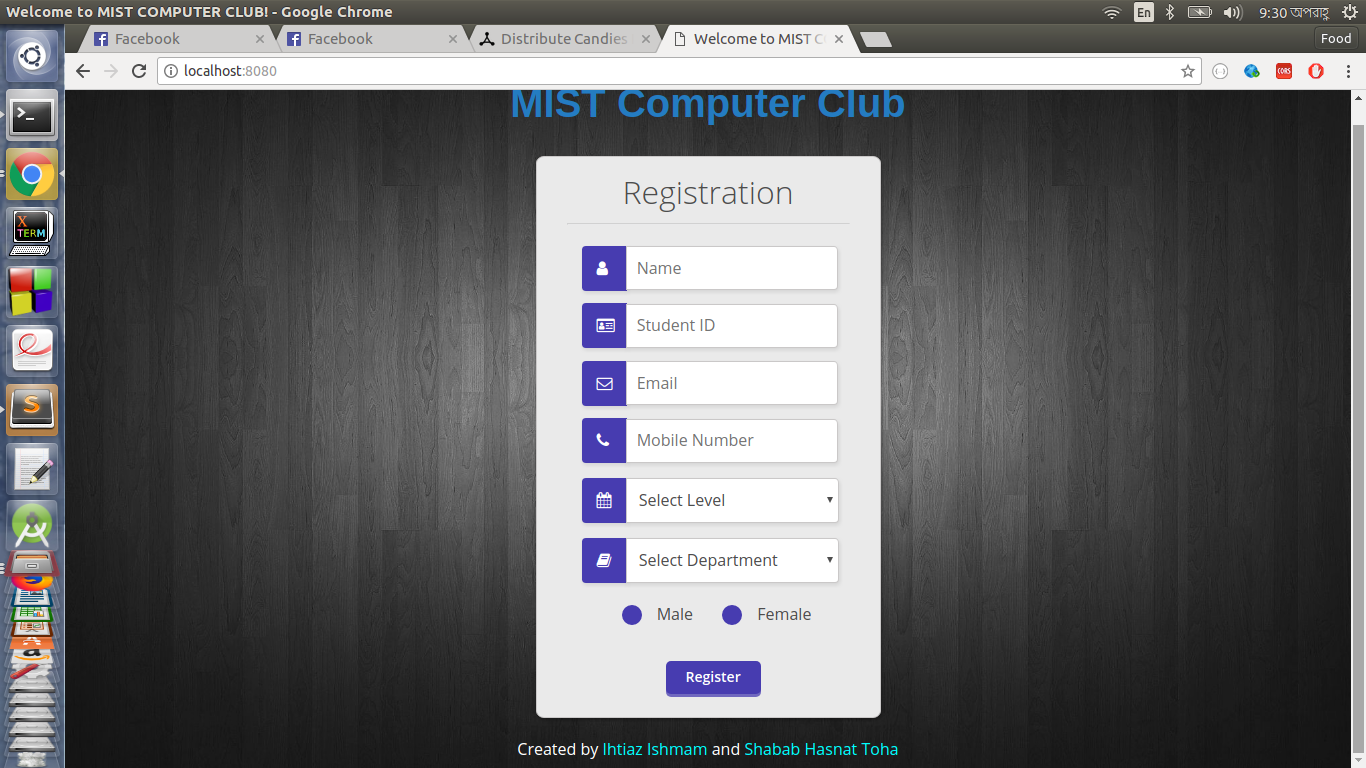 Welcome to MIST COMPUTER CLUB! - Google Chrome
En
9:30 অপরাহ্ণ
Facebook
Facebook
Distribute Candies
Welcome to MIST C
Food
localhost:8080
CORS
MIST Computer Club
Registration
Name
Student ID
Email
Mobile Number
Select Level
Select Department
Male Female
Register
Created by Ihtiaz Ishmam and Shabab Hasnat Toha
X
TERM
S
a